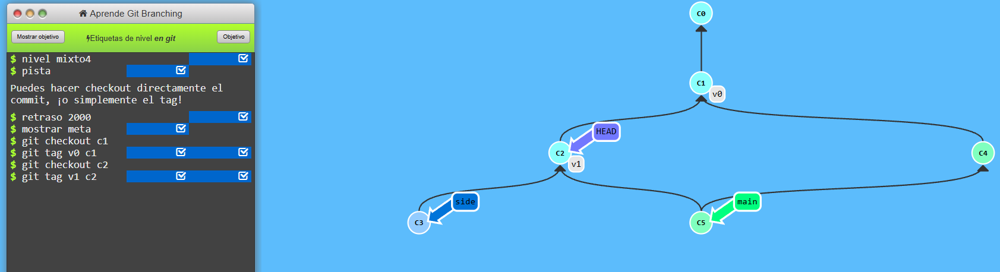 Aprende Git Branching
Mostrar objetivo
Etiquetas de nivel en git
Objetivo
$ nivel mixto4
$ pista
Puedes hacer checkout directamente el
commit, ¡o simplemente el tag!
$ retraso 2000
$ mostrar meta
$ git checkout c1
$ git tag v0 c1
$ git checkout c2
$ git tag v1 c2
C0
C1
v0
HEAD
C2
v1
C4
side
C3
main
C5